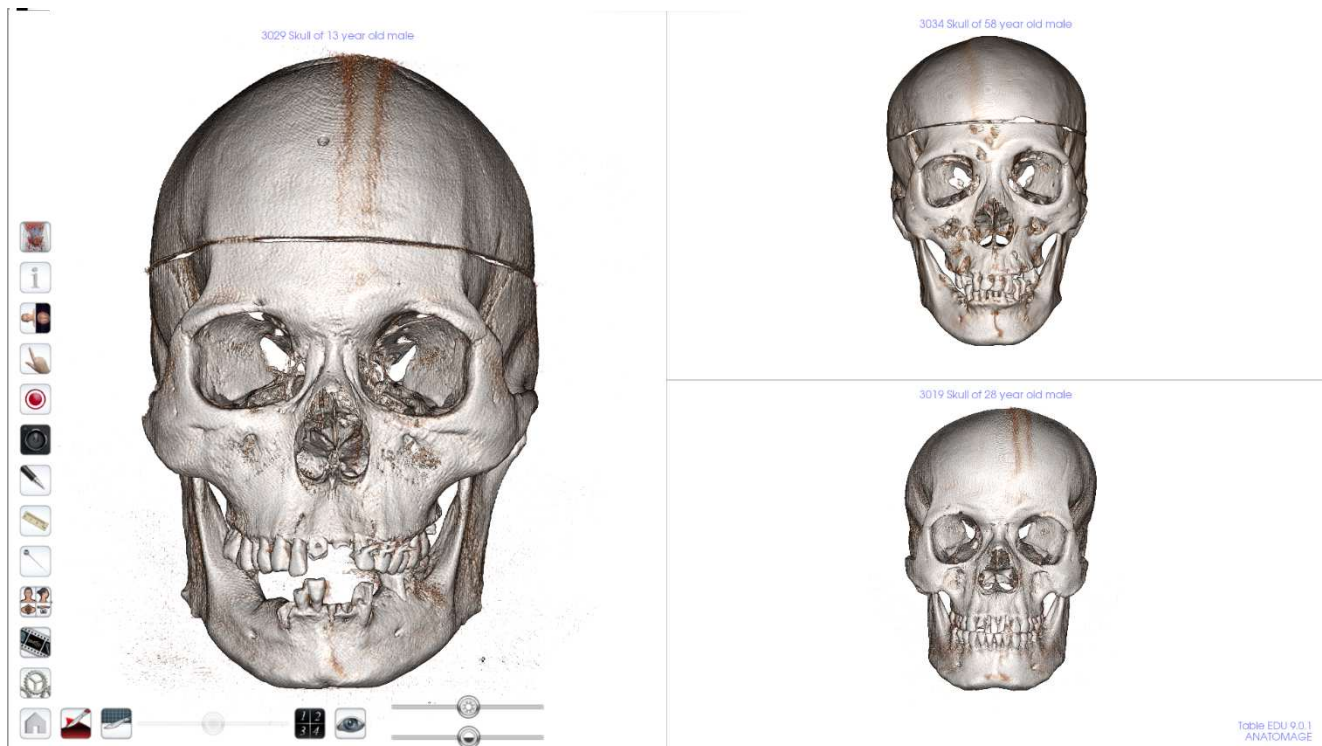 3029 Skull of 13 year old male
3034 Skull of 58 year old male
3019 Skull of 28 year old male
1 2
3 4
Table EDU 9.0.1
ANATOMAGE